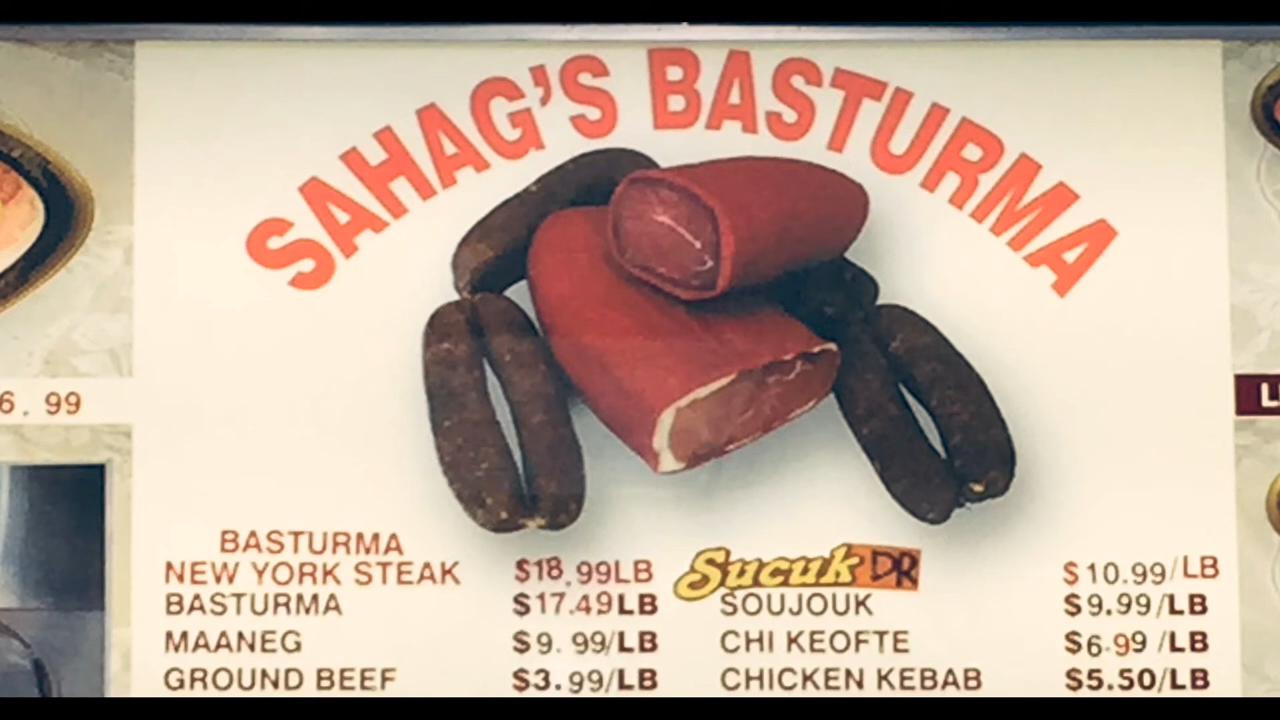 SAHAG'S BASTURMA
6.99
L
BASTURMA
NEW YORK STEAK $18.99LB
BASTURMA $17.49LB
MAANEG $9.99/LB
GROUND BEEF $3.99/LB
Sucuk DR $10.99/LB
SOUJOUK $9.99/LB
CHI KEOFTE $6.99/LB
CHICKEN KEBAB $5.50/LB